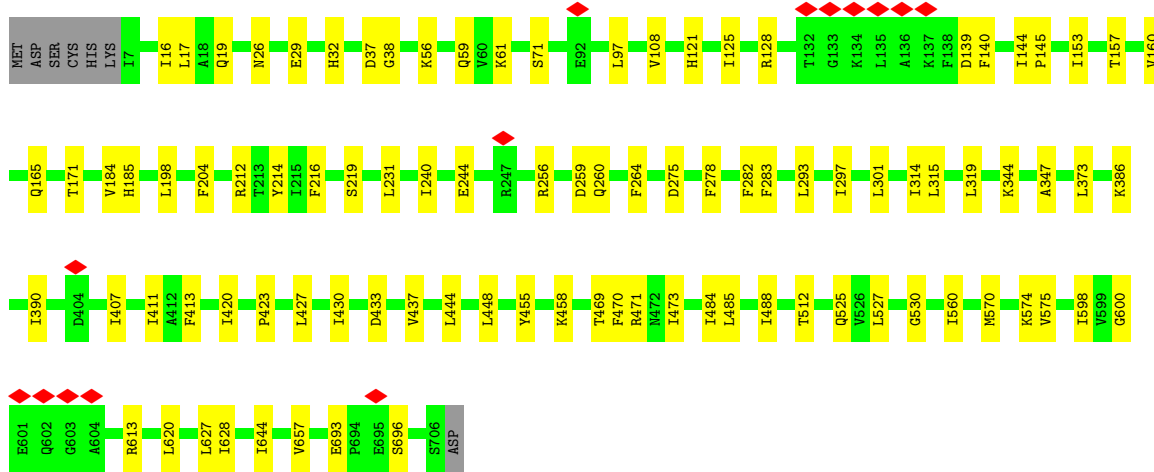 MET ASP SER CYS HIS LYS I7 I16 L17 A18 Q19 N26 E29 H32 D37 G38 K56 Q59 V60 K61 S71 E92 L97 V108 H121 I125 R128 T132 G133 K134 L135 A136 K137 F138 D139 F140 I144 P145 I153 T157 V160
Q165 T171 V184 H185 L198 F204 R212 T213 Y214 I215 F216 S219 L231 I240 E244 R247 R256 D259 Q260 F264 D275 F278 F282 F283 L293 I297 L301 I314 L315 L319 K344 A347 L373 K386
I390 D404 I407 I411 A412 F413 I420 P423 L427 I430 D433 V437 L444 L448 Y455 K458 T469 F470 R471 N472 I473 I484 L485 I488 T512 Q525 V526 L527 G530 I560 M570 K574 V575 I598 V599 G600
E601 Q602 G603 A604 R613 L620 L627 I628 I644 V657 E693 P694 E695 S696 S706 ASP